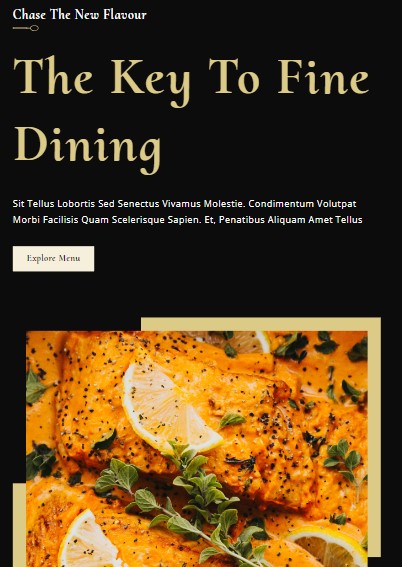 Chase The New Flavour
The Key To Fine
Dining
Sit Tellus Lobortis Sed Senectus Vivamus Molestie. Condimentum Volutpat
Morbi Facilisis Quam Scelerisque Sapien. Et, Penatibus Aliquam Amet Tellus
Explore Menu